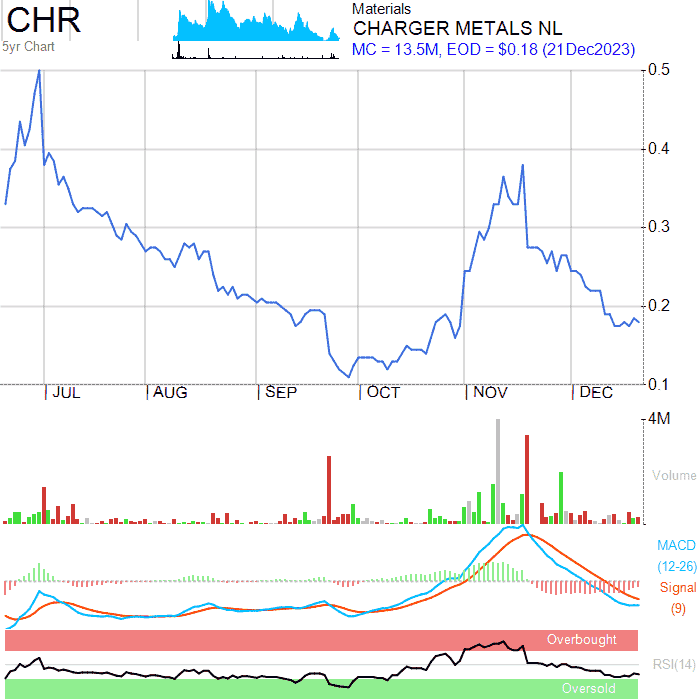 CHR
5yr Chart
Materials
CHARGER METALS NL
MC = 13.5M, EOD = $0.18 (21Dec2023)
0.5
0.4
0.3
0.2
0.1
JUL AUG SEP OCT NOV DEC
4M
Volume
MACD
(12-26)
Signal
(9)
Overbought
RSI(14)
Oversold